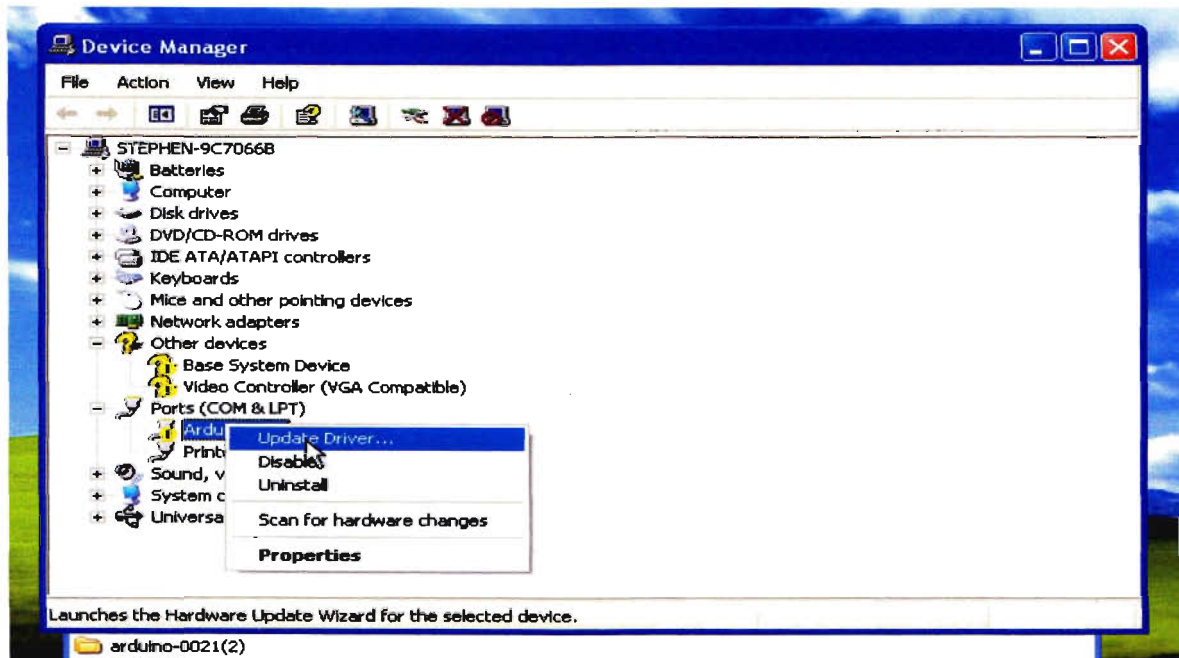 Device Manager
File Action View Help
STEPHEN-9C7066B
Batteries
Computer
Disk drives
DVD/CD-ROM drives
IDE ATA/ATAPI controllers
Keyboards
Mice and other pointing devices
Network adapters
Other devices
Base System Device
Video Controller (VGA Compatible)
Ports (COM & LPT)
Ardu
Update Driver...
Print
Disable
Sound, v
Uninstall
System c
Universa
Scan for hardware changes
Properties
Launches the Hardware Update Wizard for the selected device.
arduino-0021(2)